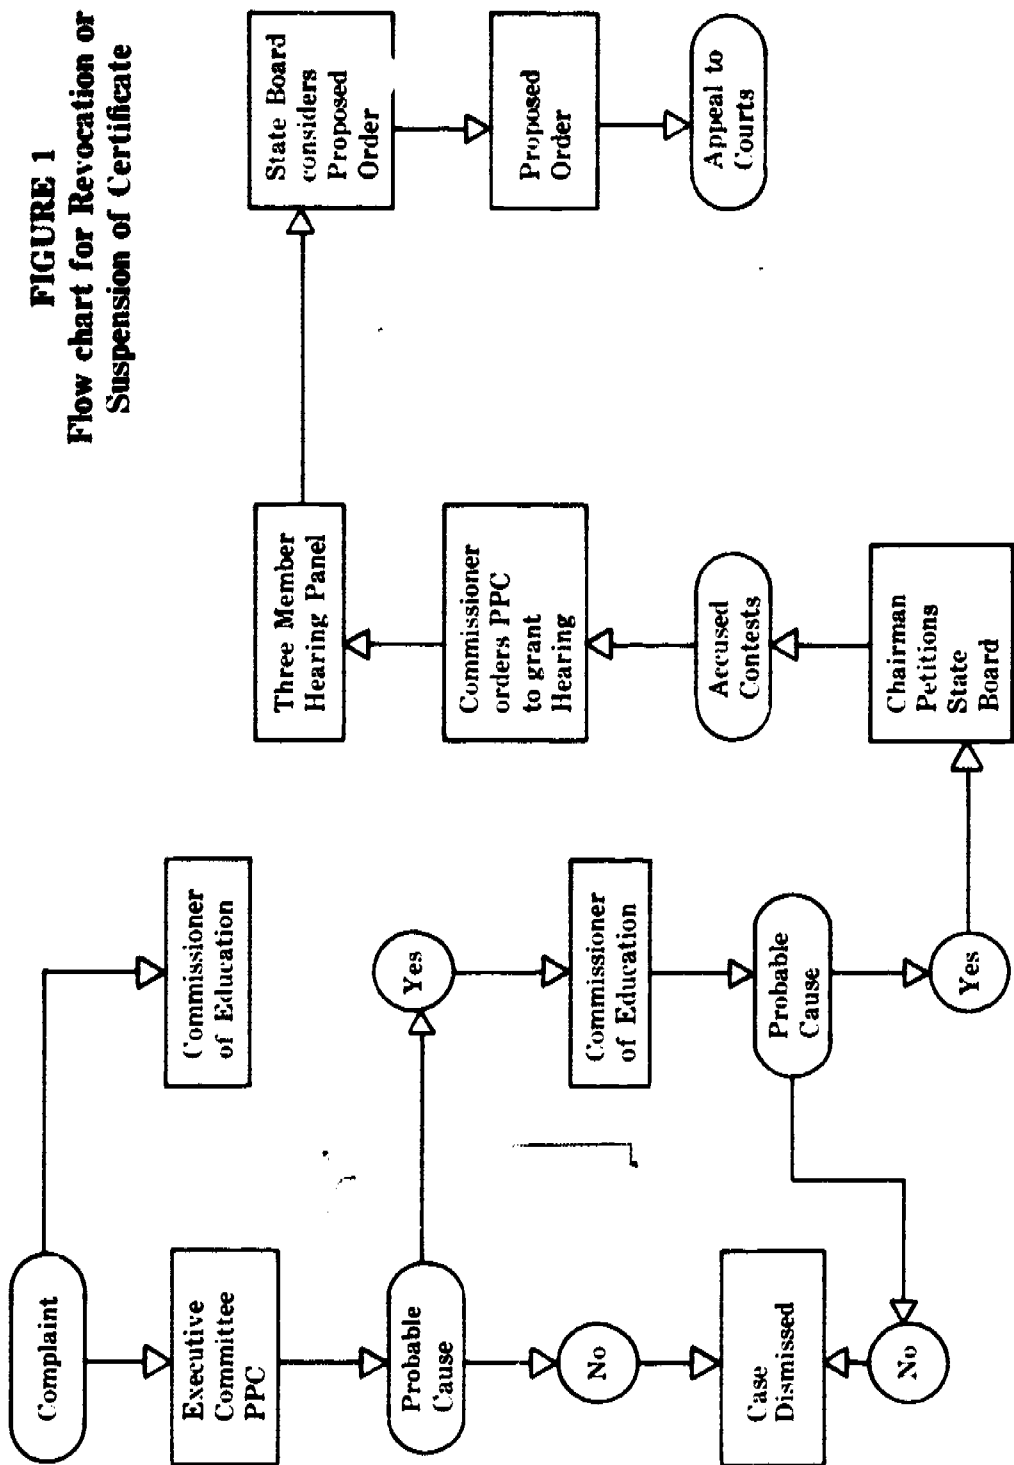 FIGURE 1
Flow chart for Revocation or
Suspension of Certificate
Complaint
Executive
Committee
PPC
Probable
Cause
No
Case
Dismissed
No
Commissioner
of Education
Yes
Commissioner
of Education
Probable
Cause
Yes
Chairman
Petitions
State
Board
Accused
Contests
Commissioner
orders PPC
to grant
Hearing
Three Member
Hearing Panel
State Board
considers
Proposed
Order
Proposed
Order
Appeal to
Courts